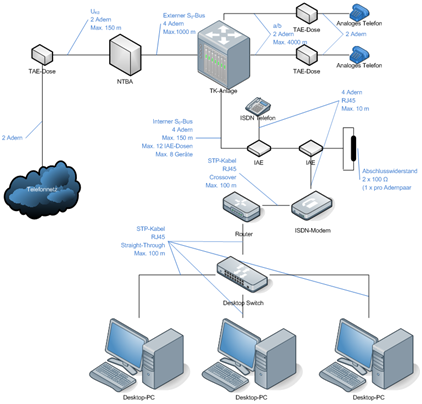 U_K0
2 Adern
Max. 150 m
Externer S₀-Bus
4 Adern
Max.1000 m
a/b
2 Adern
Max. 4000 m
TAE-Dose
2 Adern
Analoges Telefon
TAE-Dose
Analoges Telefon
TAE-Dose
NTBA
TK-Anlage
2 Adern
Telefonnetz
ISDN Telefon
4 Adern
RJ45
Max. 10 m
Interner S₀-Bus
4 Adern
Max. 150 m
Max. 12 IAE-Dosen
Max. 8 Geräte
IAE
IAE
Abschlusswiderstand
2 x 100 Ω
(1 x pro Adernpaar
STP-Kabel
RJ45
Crossover
Max. 100 m
Router
ISDN-Modem
STP-Kabel
RJ45
Straight-Through
Max. 100 m
Desktop Switch
Desktop-PC
Desktop-PC
Desktop-PC